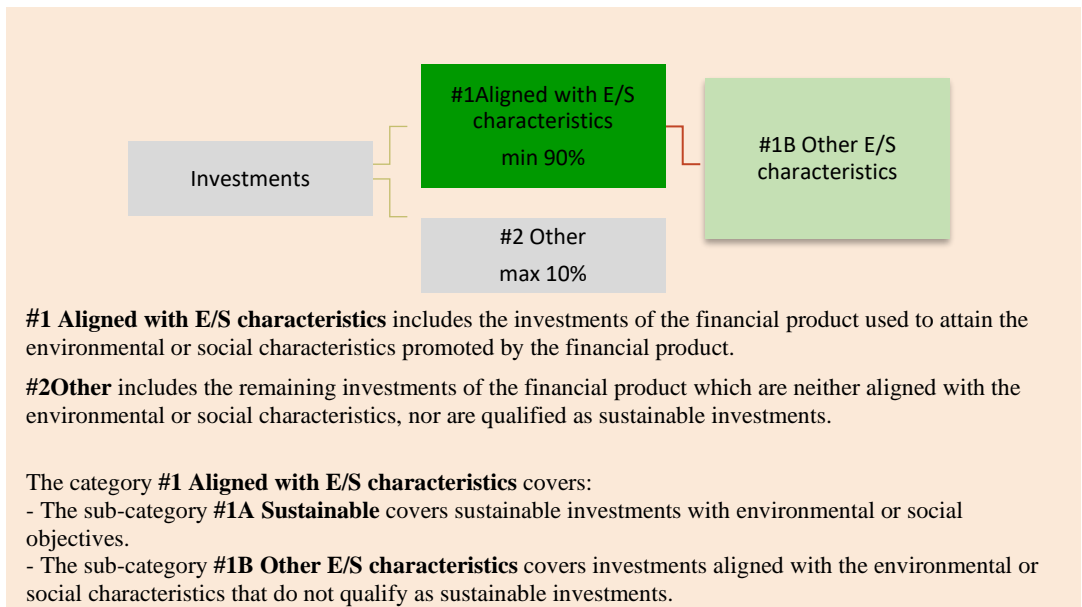 #1Aligned with E/S
characteristics
min 90%
#1B Other E/S
characteristics
Investments
#2 Other
max 10%
#1 Aligned with E/S characteristics includes the investments of the financial product used to attain the
environmental or social characteristics promoted by the financial product.
#2Other includes the remaining investments of the financial product which are neither aligned with the
environmental or social characteristics, nor are qualified as sustainable investments.
The category #1 Aligned with E/S characteristics covers:
- The sub-category #1A Sustainable covers sustainable investments with environmental or social
objectives.
- The sub-category #1B Other E/S characteristics covers investments aligned with the environmental or
social characteristics that do not qualify as sustainable investments.